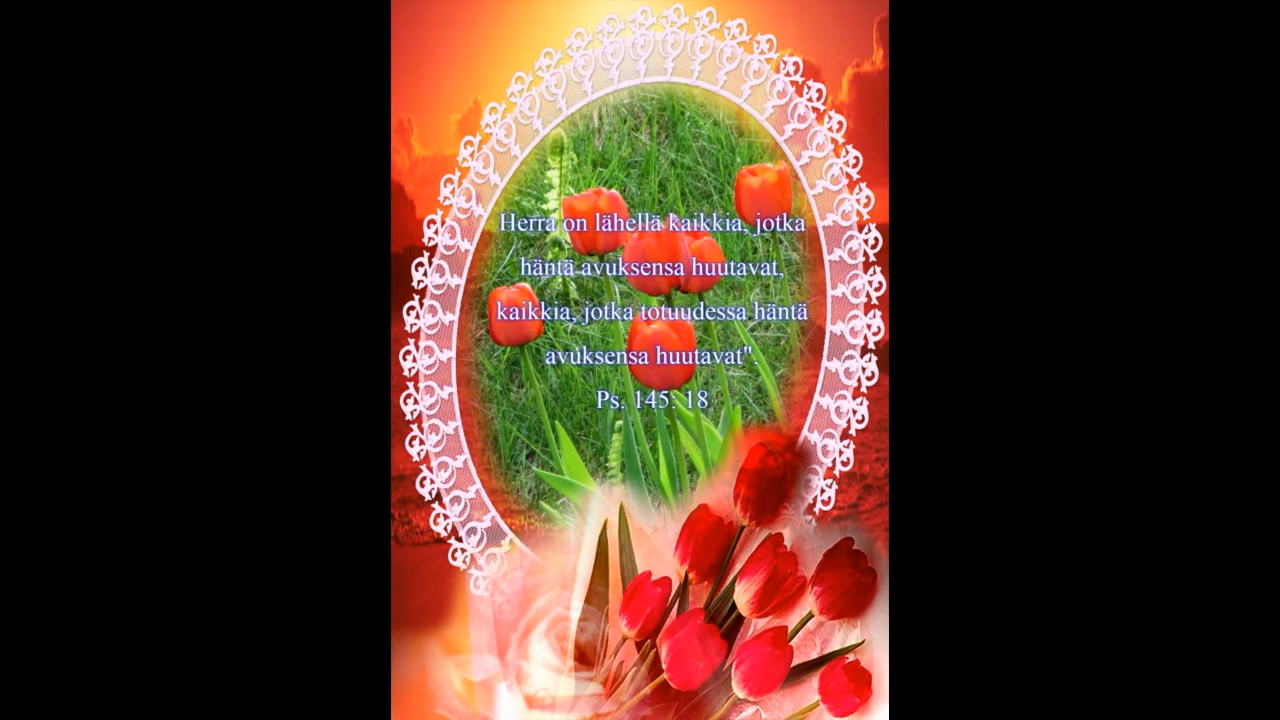 Herra on lähellä kaikkia, jotka
häntä avuksensa huutavat,
kaikkia, jotka totuudessa häntä
avuksensa huutavat".
Ps. 145: 18